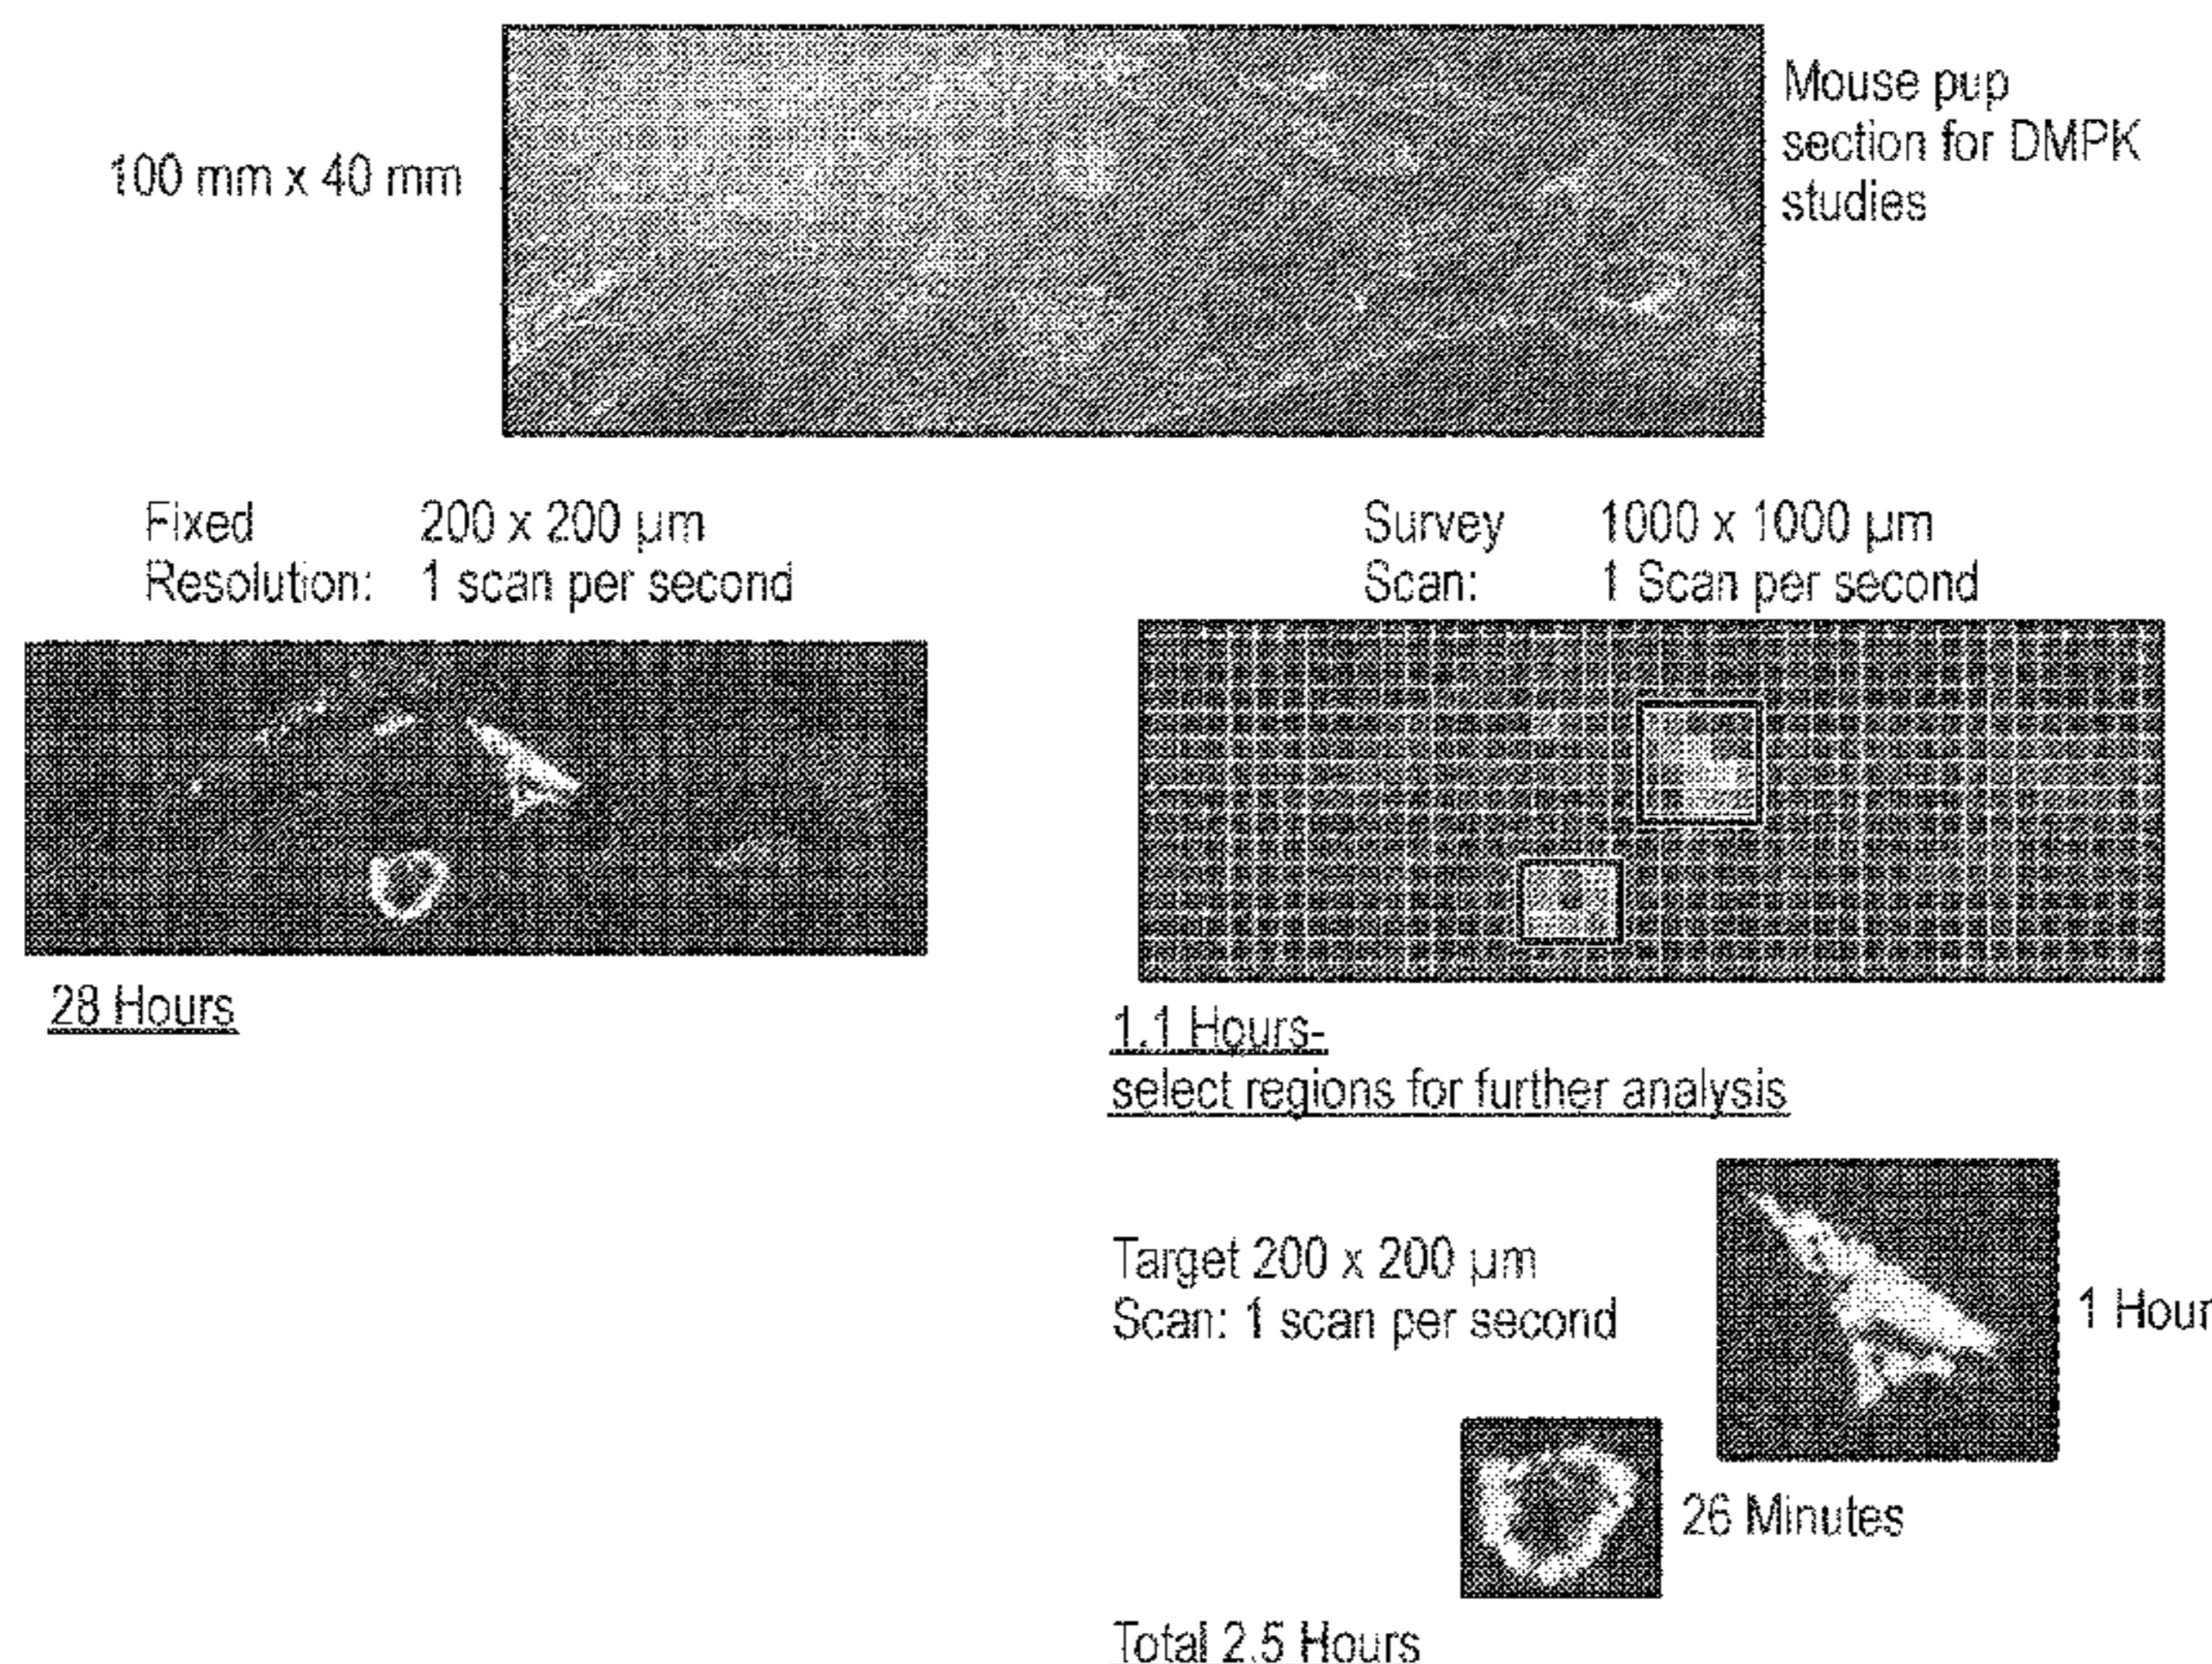 100 mm x 40 mm
Mouse pup
section for DMPK
studies
Fixed 200 x 200 µm
Resolution: 1 scan per second
Survey 1000 x 1000 µm
Scan: 1 Scan per second
28 Hours
1.1 Hours-
select regions for further analysis
Target 200 x 200 µm
Scan: 1 scan per second
1 Hour
26 Minutes
Total 2.5 Hours